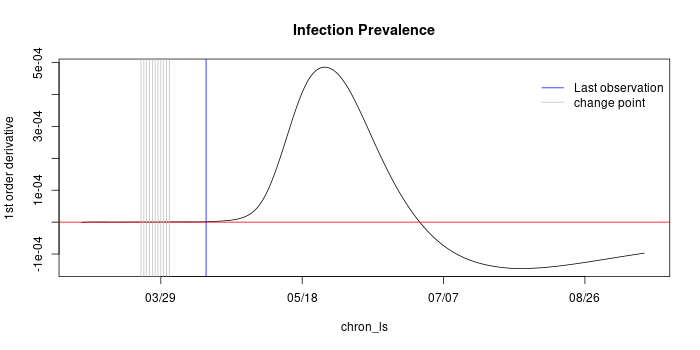 Infection Prevalence
1st order derivative
5e-04
3e-04
1e-04
-1e-04
Last observation
change point
03/29
05/18
07/07
08/26
chron_ls